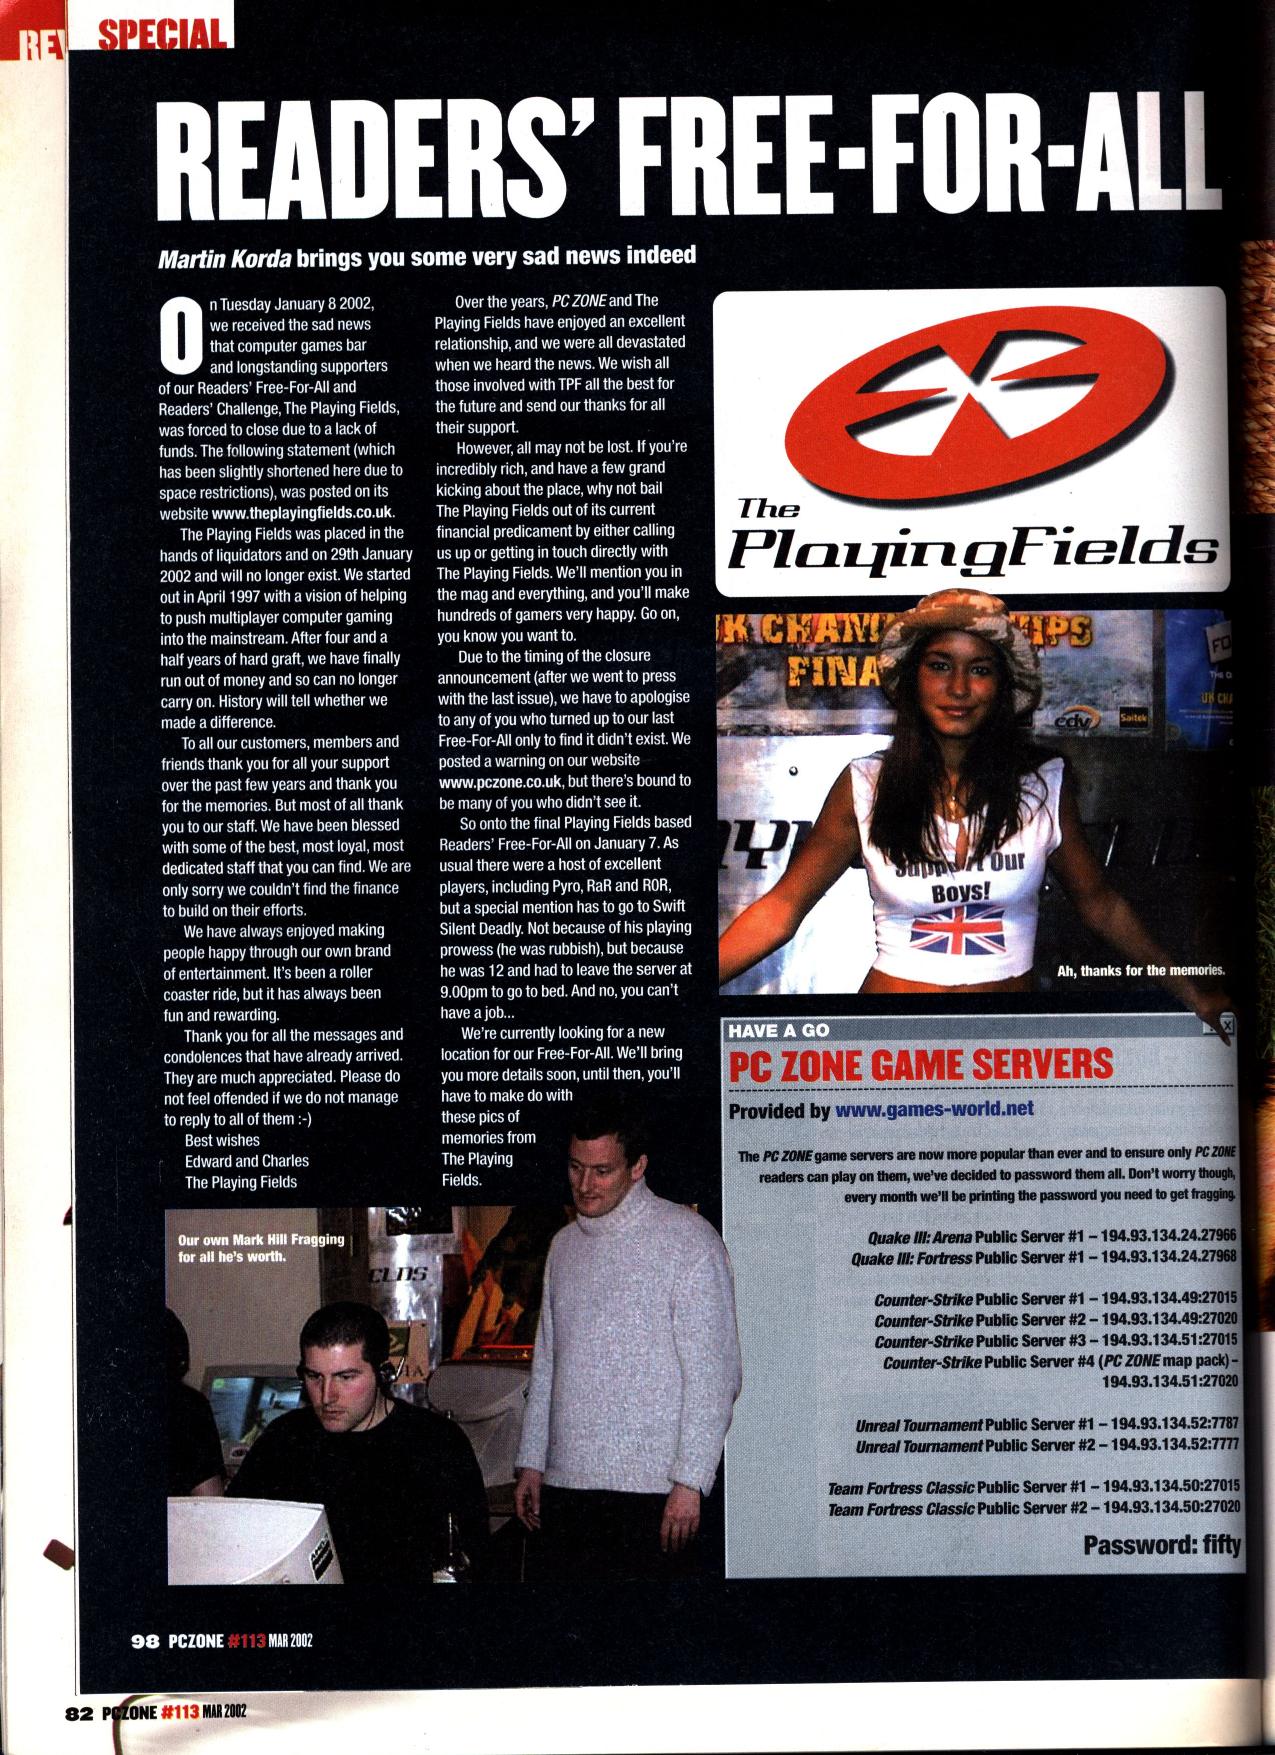 REV
SPECIAL
READERS' FREE-FOR-ALL
Martin Korda brings you some very sad news indeed
On Tuesday January 8 2002,
we received the sad news
that computer games bar
and longstanding supporters
of our Readers' Free-For-All and
Readers' Challenge, The Playing Fields,
was forced to close due to a lack of
funds. The following statement (which
has been slightly shortened here due to
space restrictions), was posted on its
website www.theplayingfields.co.uk.
The Playing Fields was placed in the
hands of liquidators and on 29th January
2002 and will no longer exist. We started
out in April 1997 with a vision of helping
to push multiplayer computer gaming
into the mainstream. After four and a
half years of hard graft, we have finally
run out of money and so can no longer
carry on. History will tell whether we
made a difference.
To all our customers, members and
friends thank you for all your support
over the past few years and thank you
for the memories. But most of all thank
you to our staff. We have been blessed
with some of the best, most loyal, most
dedicated staff that you can find. We are
only sorry we couldn't find the finance
to build on their efforts.
We have always enjoyed making
people happy through our own brand
of entertainment. It's been a roller
coaster ride, but it has always been
fun and rewarding.
Thank you for all the messages and
condolences that have already arrived.
They are much appreciated. Please do
not feel offended if we do not manage
to reply to all of them :-)
Best wishes
Edward and Charles
The Playing Fields
Over the years, PC ZONE and The
Playing Fields have enjoyed an excellent
relationship, and we were all devastated
when we heard the news. We wish all
those involved with TPF all the best for
the future and send our thanks for all
their support.
However, all may not be lost. If you're
incredibly rich, and have a few grand
kicking about the place, why not bail
The Playing Fields out of its current
financial predicament by either calling
us up or getting in touch directly with
The Playing Fields. We'll mention you in
the mag and everything, and you'll make
hundreds of gamers very happy. Go on,
you know you want to.
Due to the timing of the closure
announcement (after we went to press
with the last issue), we have to apologise
to any of you who turned up to our last
Free-For-All only to find it didn't exist. We
posted a warning on our website
www.pczone.co.uk, but there's bound to
be many of you who didn't see it.
So onto the final Playing Fields based
Readers' Free-For-All on January 7. As
usual there were a host of excellent
players, including Pyro, RaR and ROR,
but a special mention has to go to Swift
Silent Deadly. Not because of his playing
prowess (he was rubbish), but because
he was 12 and had to leave the server at
9.00pm to go to bed. And no, you can't
have a job...
We're currently looking for a new
location for our Free-For-All. We'll bring
you more details soon, until then, you'll
have to make do with
these pics of
memories from
The Playing
Fields.
The
PlayingFields
UK CHAMPIONSHIPS
FINA
edv
Saitek
UK CHA
Support Our
Boys!
Ah, thanks for the memories.
Our own Mark Hill Fragging
for all he's worth.
HAVE A GO
PC ZONE GAME SERVERS
Provided by www.games-world.net
The PC ZONE game servers are now more popular than ever and to ensure only PC ZONE
readers can play on them, we've decided to password them all. Don't worry though,
every month we'll be printing the password you need to get fragging.
Quake III: Arena Public Server #1 – 194.93.134.24.27966
Quake III: Fortress Public Server #1 – 194.93.134.24.27968
Counter-Strike Public Server #1 – 194.93.134.49:27015
Counter-Strike Public Server #2 – 194.93.134.49:27020
Counter-Strike Public Server #3 – 194.93.134.51:27015
Counter-Strike Public Server #4 (PC ZONE map pack) –
194.93.134.51:27020
Unreal Tournament Public Server #1 – 194.93.134.52:7787
Unreal Tournament Public Server #2 – 194.93.134.52:7777
Team Fortress Classic Public Server #1 – 194.93.134.50:27015
Team Fortress Classic Public Server #2 – 194.93.134.50:27020
Password: fifty
98 PCZONE #113 MAR 2002
82 PCZONE #113 MAR 2002